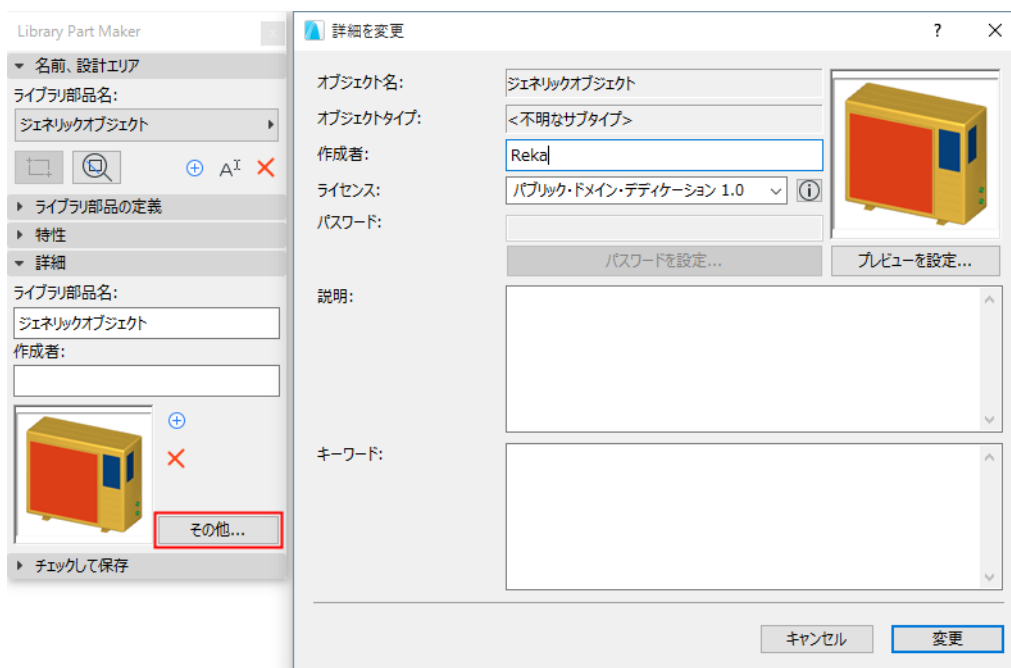 Library Part Maker
名前、設計エリア
ライブラリ部品名:
ジェネリックオブジェクト
ライブラリ部品の定義
特性
詳細
ライブラリ部品名:
ジェネリックオブジェクト
作成者:
その他...
チェックして保存
詳細を変更
オブジェクト名:
ジェネリックオブジェクト
オブジェクトタイプ:
<不明なサブタイプ>
作成者:
Reka
ライセンス:
パブリック・ドメイン・デディケーション 1.0
パスワード:
パスワードを設定...
プレビューを設定...
説明:
キーワード:
キャンセル
変更